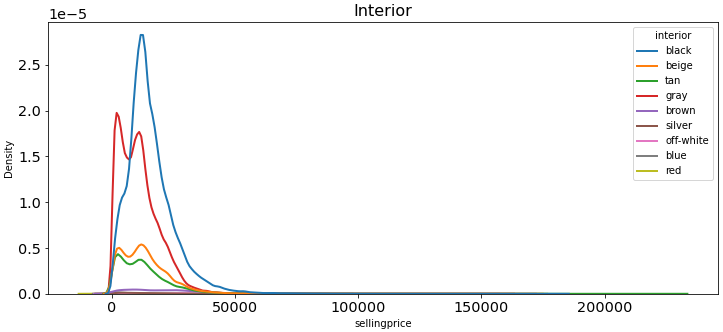 Interior
1e−5
2.5
2.0
1.5
1.0
0.5
0.0
Density
0
50000
100000
150000
200000
sellingprice
interior
black
beige
tan
gray
brown
silver
off-white
blue
red